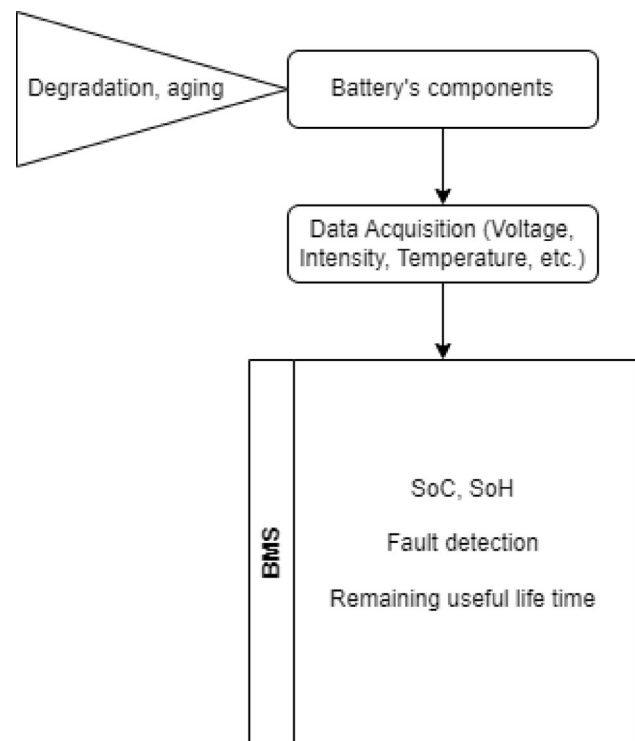 Degradation, aging
Battery's components
Data Acquisition (Voltage,
Intensity, Temperature, etc.)
BMS
SoC, SoH
Fault detection
Remaining useful life time